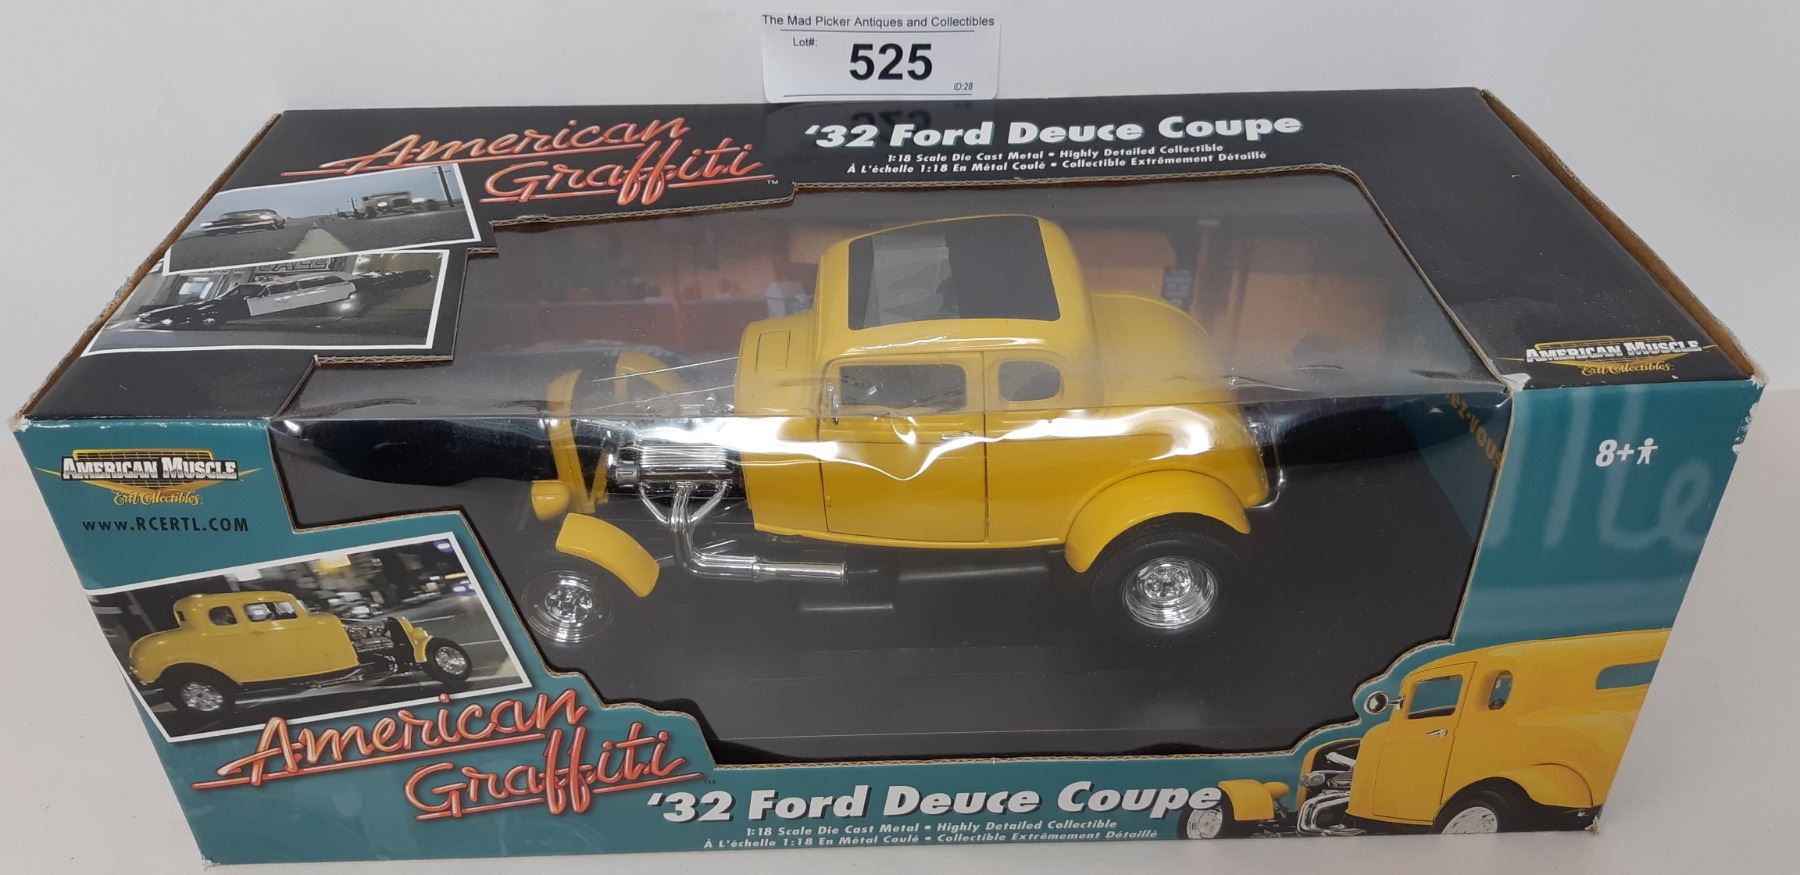 The Mad Picker Antiques and Collectibles
Lot#:
525
ID:28
American
Graffiti™
'32 Ford Deuce Coupe
1:18 Scale Die Cast Metal • Highly Detailed Collectible
À L'échelle 1:18 En Métal Coulé • Collectible Extrêmement Détaillé
AMERICAN MUSCLE
Ertl Collectibles
AMERICAN MUSCLE
Ertl Collectibles
www.RCERTL.COM
8+
American
Graffiti™
'32 Ford Deuce Coupe
1:18 Scale Die Cast Metal • Highly Detailed Collectible
À L'échelle 1:18 En Métal Coulé • Collectible Extrêmement Détaillé